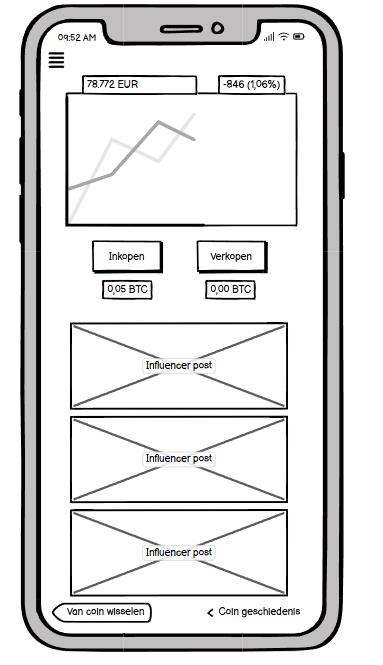 09:52 AM
78.772 EUR
-846 (1,06%)
Inkopen
Verkopen
0,05 BTC
0,00 BTC
Influencer post
Influencer post
Influencer post
Van coin wisselen
< Coin geschiedenis